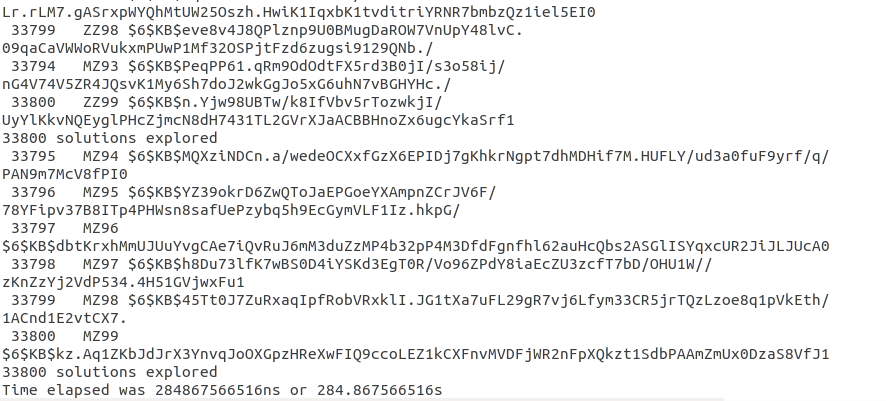 Lr.rLM7.gASrxpWYQhMtUW25Oszh.HwiK1IqxbK1tvditriYRNR7bmbzQz1iel5EI0
33799   ZZ98 $6$KB$eve8v4J8QPlznp9U0BMugDaROW7VnUpY48lvC.
09qaCaVWWoRVukxmPUwP1Mf32OSPjtFzd6zugsi9129QNb./
33794   MZ93 $6$KB$PeqPP61.qRm9OdOdtFX5rd3B0jI/s3o58ij/
nG4V74V5ZR4JQsvK1My6Sh7doJ2wkGgJo5xG6uhN7vBGHYHc./
33800   ZZ99 $6$KB$n.Yjw98UBTw/k8IfVbv5rTozwkjI/
UyYlKkvNQEyglPHcZjmcN8dH7431TL2GVrXJaACBBHnoZx6ugcYkaSrf1
33800 solutions explored
33795   MZ94 $6$KB$MQXziNDCn.a/wedeOCXxfGzX6EPIDj7gKhkrNgpt7dhMDHif7M.HUFLY/ud3a0fuF9yrf/q/
PAN9m7McV8fPI0
33796   MZ95 $6$KB$YZ39okrD6ZwQToJaEPGoeYXAmpnZCrJV6F/
78YFipv37B8ITp4PHWsn8safUePzybq5h9EcGymVLF1Iz.hkpG/
33797   MZ96
$6$KB$dbtKrxhMmUJUuYvgCAe7iQvRuJ6mM3duZzMP4b32pP4M3DfdFgnfhl62auHcQbs2ASGlISYqxcUR2JiJLJUcA0
33798   MZ97 $6$KB$h8Du73lfK7wBS0D4iYSKd3EgT0R/Vo96ZPdY8iaEcZU3zcfT7bD/OHU1W//
zKnZzYj2VdP534.4H51GVjwxFu1
33799   MZ98 $6$KB$45Tt0J7ZuRxaqIpfRobVRxklI.JG1tXa7uFL29gR7vj6Lfym33CR5jrTQzLzoe8q1pVkEth/
1ACnd1E2vtCX7.
33800   MZ99
$6$KB$kz.Aq1ZKbJdJrX3YnvqJoOXGpzHReXwFIQ9ccoLEZ1kCXFnvMVDFjWR2nFpXQkzt1SdbPAAmZmUx0DzaS8VfJ1
33800 solutions explored
Time elapsed was 284867566516ns or 284.867566516s